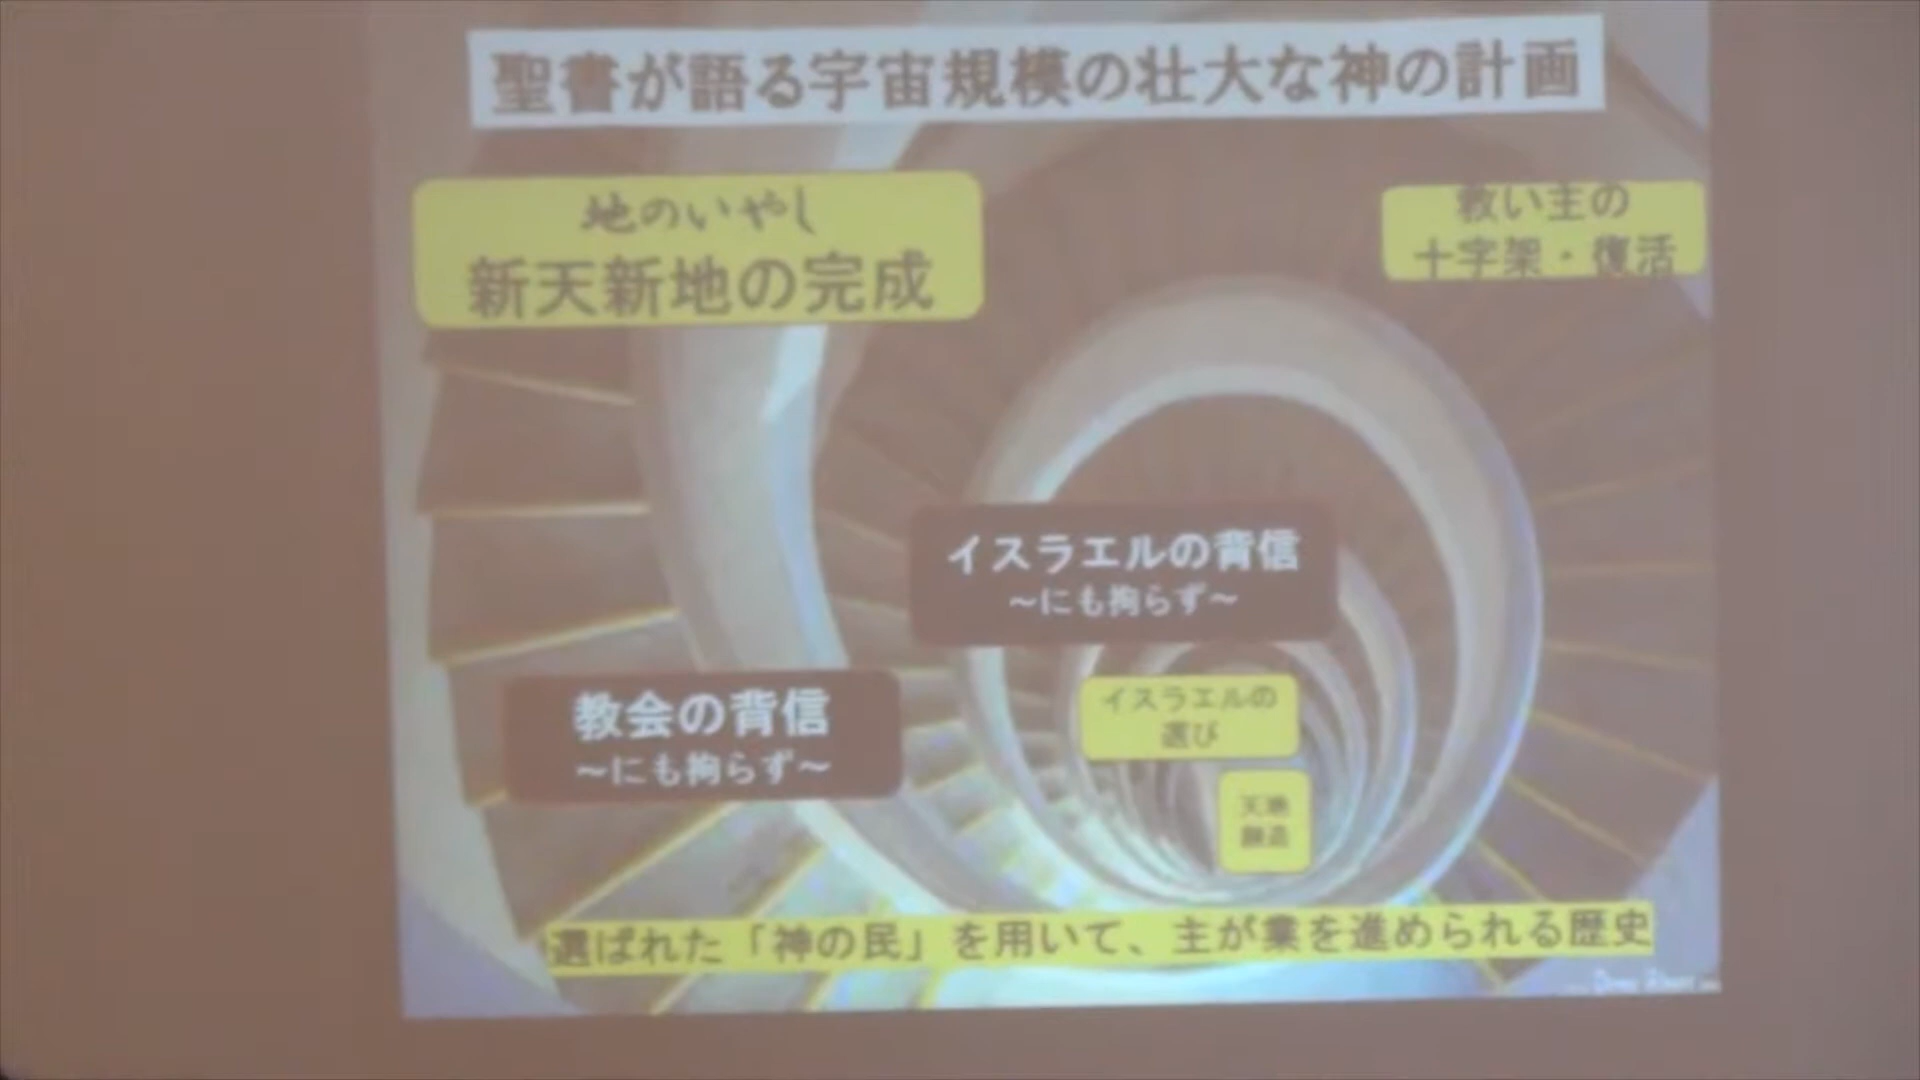 聖書が語る宇宙規模の壮大な神の計画
地のいやし
新天新地の完成
救い主の
十字架・復活
イスラエルの背信
～にも拘らず～
教会の背信
～にも拘らず～
イスラエルの
選び
天地
創造
選ばれた「神の民」を用いて、主が業を進められる歴史